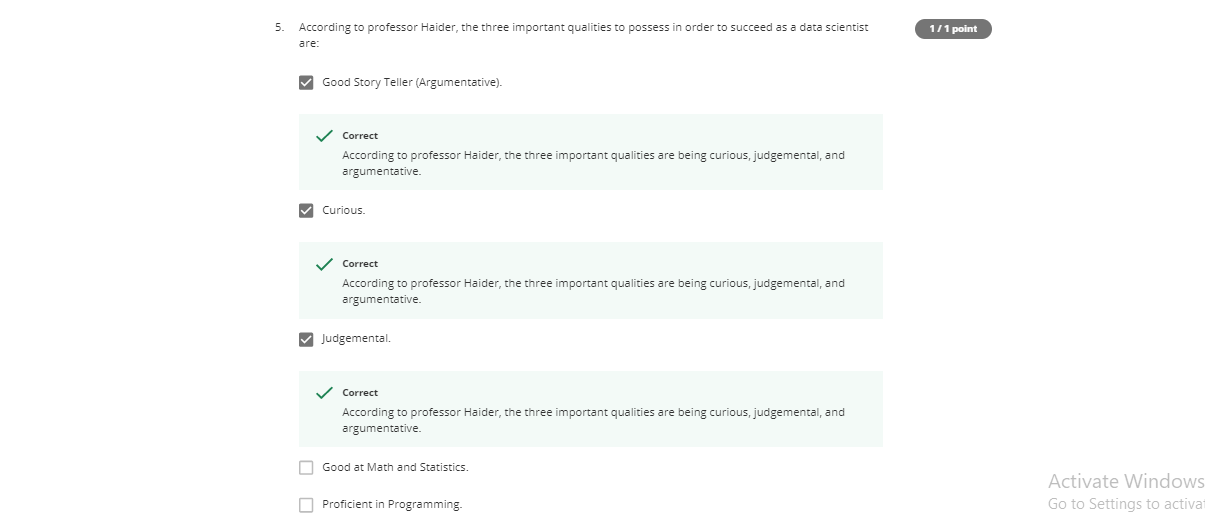 5. According to professor Haider, the three important qualities to possess in order to succeed as a data scientist
are:
1 / 1 point
Good Story Teller (Argumentative).
Correct
According to professor Haider, the three important qualities are being curious, judgemental, and
argumentative.
Curious.
Correct
According to professor Haider, the three important qualities are being curious, judgemental, and
argumentative.
Judgemental.
Correct
According to professor Haider, the three important qualities are being curious, judgemental, and
argumentative.
Good at Math and Statistics.
Proficient in Programming.
Activate Windows
Go to Settings to activa